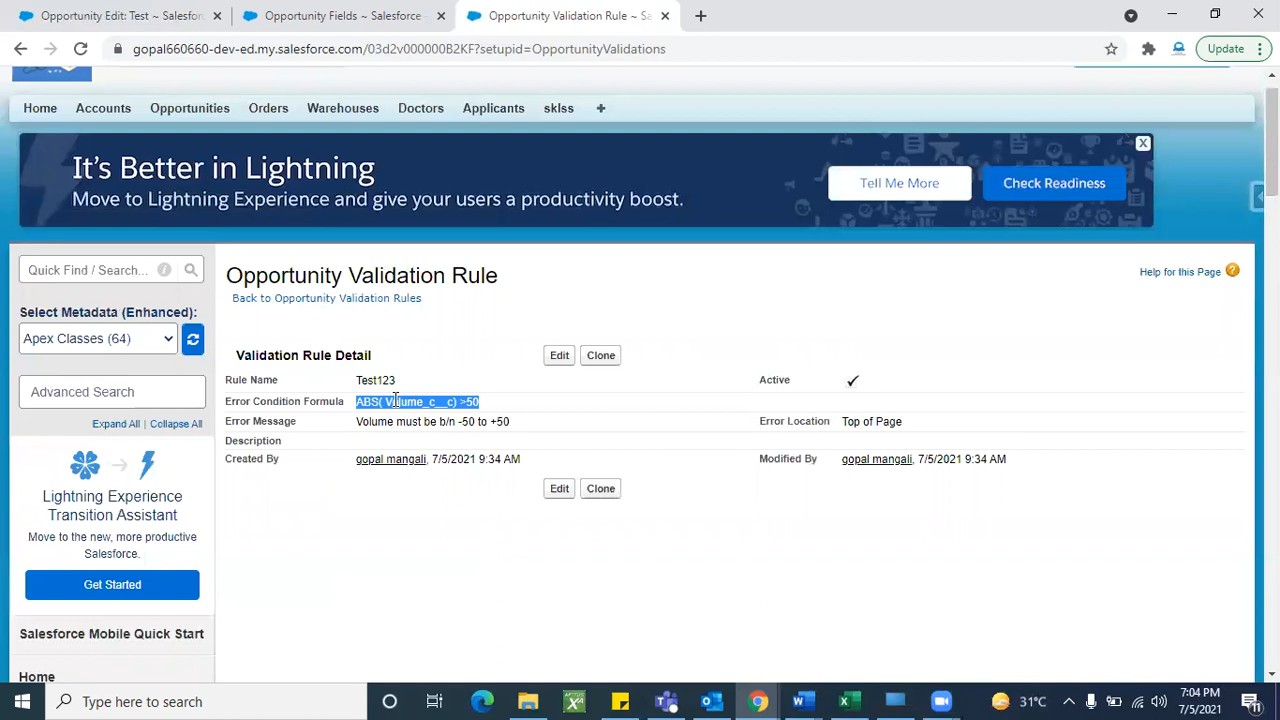 Opportunity Edit: Test ~ Salesfor
Opportunity Fields ~ Salesforce
Opportunity Validation Rule ~ Sa
gopal660660-dev-ed.my.salesforce.com/03d2v000000B2KF?setupid=OpportunityValidations
Update
Home Accounts Opportunities Orders Warehouses Doctors Applicants sklss +
It's Better in Lightning
Move to Lightning Experience and give your users a productivity boost.
Tell Me More
Check Readiness
X
Quick Find / Search...
Select Metadata (Enhanced):
Apex Classes (64)
Advanced Search
Expand All | Collapse All
Lightning Experience
Transition Assistant
Move to the new, more productive
Salesforce.
Get Started
Salesforce Mobile Quick Start
Home
Opportunity Validation Rule
Help for this Page ?
Back to Opportunity Validation Rules
Validation Rule Detail
Edit Clone
Rule Name Test123 Active ✓
Error Condition Formula ABS( Volume_c__c) >50
Error Message Volume must be b/n -50 to +50 Error Location Top of Page
Description
Created By gopal mangali, 7/5/2021 9:34 AM Modified By gopal mangali, 7/5/2021 9:34 AM
Edit Clone
Type here to search
31°C
7:04 PM
7/5/2021
11